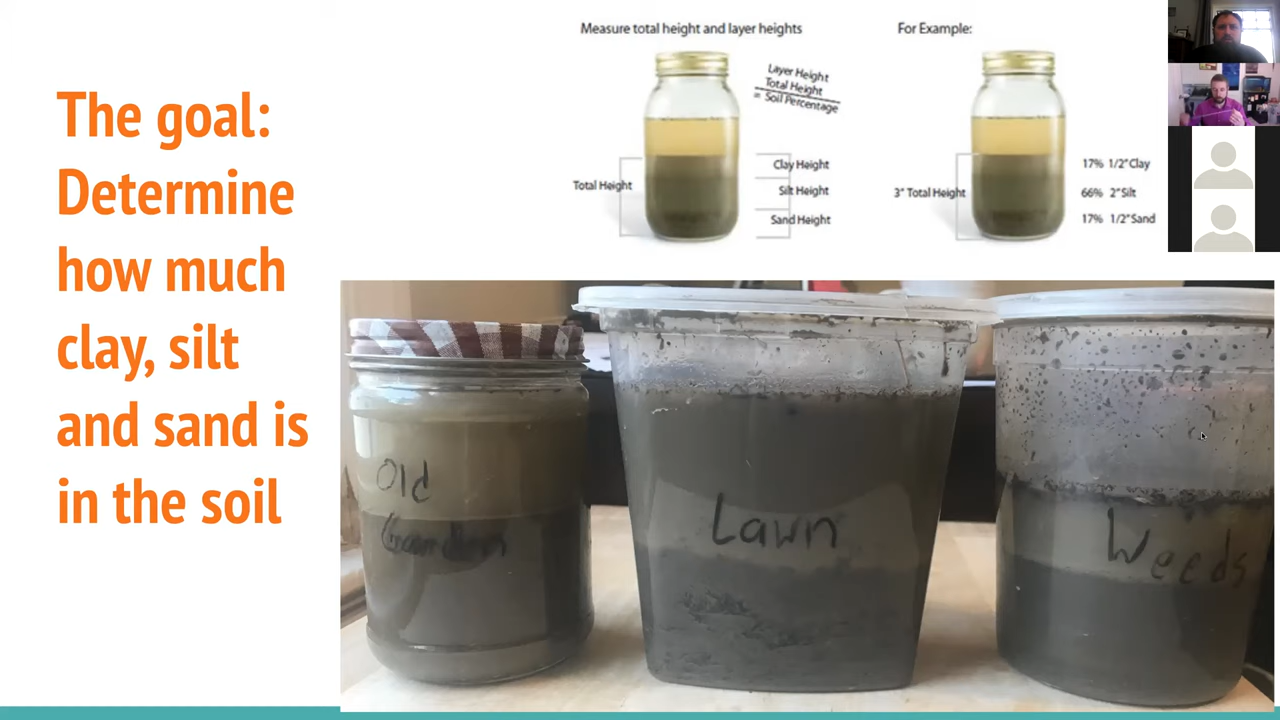 The goal:
Determine
how much
clay, silt
and sand is
in the soil
Measure total height and layer heights
Layer Height
Total Height
= Soil Percentage
Total Height
Clay Height
Silt Height
Sand Height
For Example:
3" Total Height
17% 1/2" Clay
66% 2" Silt
17% 1/2" Sand
Old
Garden
Lawn
Weeds